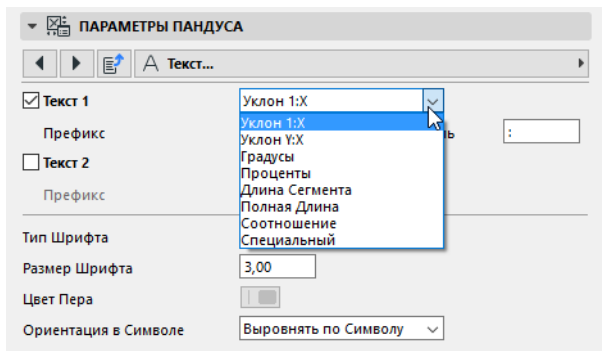 ПАРАМЕТРЫ ПАНДУСА
Текст...
Текст 1
Уклон 1:X
Префикс
:
Уклон 1:X
Уклон Y:X
Градусы
Проценты
Длина Сегмента
Полная Длина
Соотношение
Специальный
Текст 2
Префикс
Тип Шрифта
Размер Шрифта
3,00
Цвет Пера
Ориентация в Символе
Выровнять по Символу